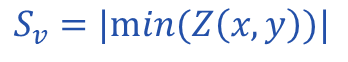 S_v = |min(Z(x, y))|